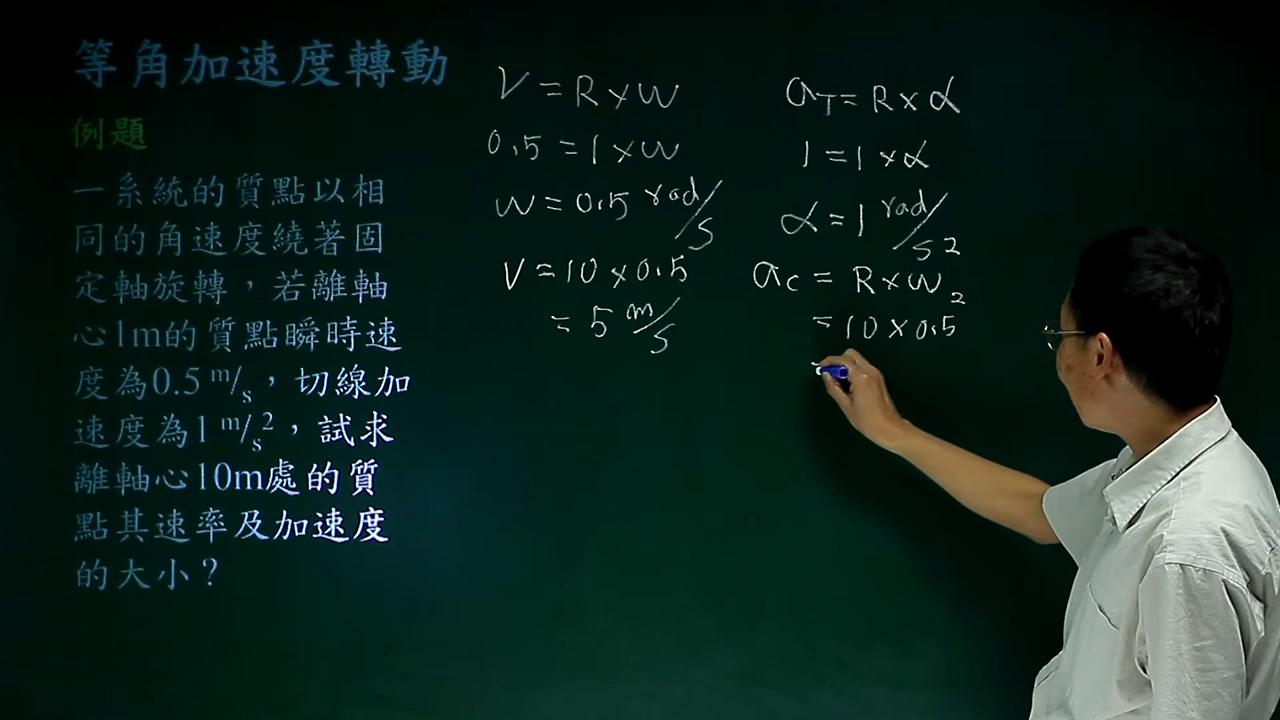 等角加速度轉動
例題
一系統的質點以相
同的角速度繞著固
定軸旋轉，若離軸
心1m的質點瞬時速
度為0.5 m/s，切線加
速度為1 m/s²，試求
離軸心10m處的質
點其速率及加速度
的大小？
V = R × W
0.5 = 1 × W
W = 0.5 rad/s
V = 10 × 0.5
= 5 m/s
a_T = R × α
1 = 1 × α
α = 1 rad/s²
a_c = R × W²
= 10 × 0.5